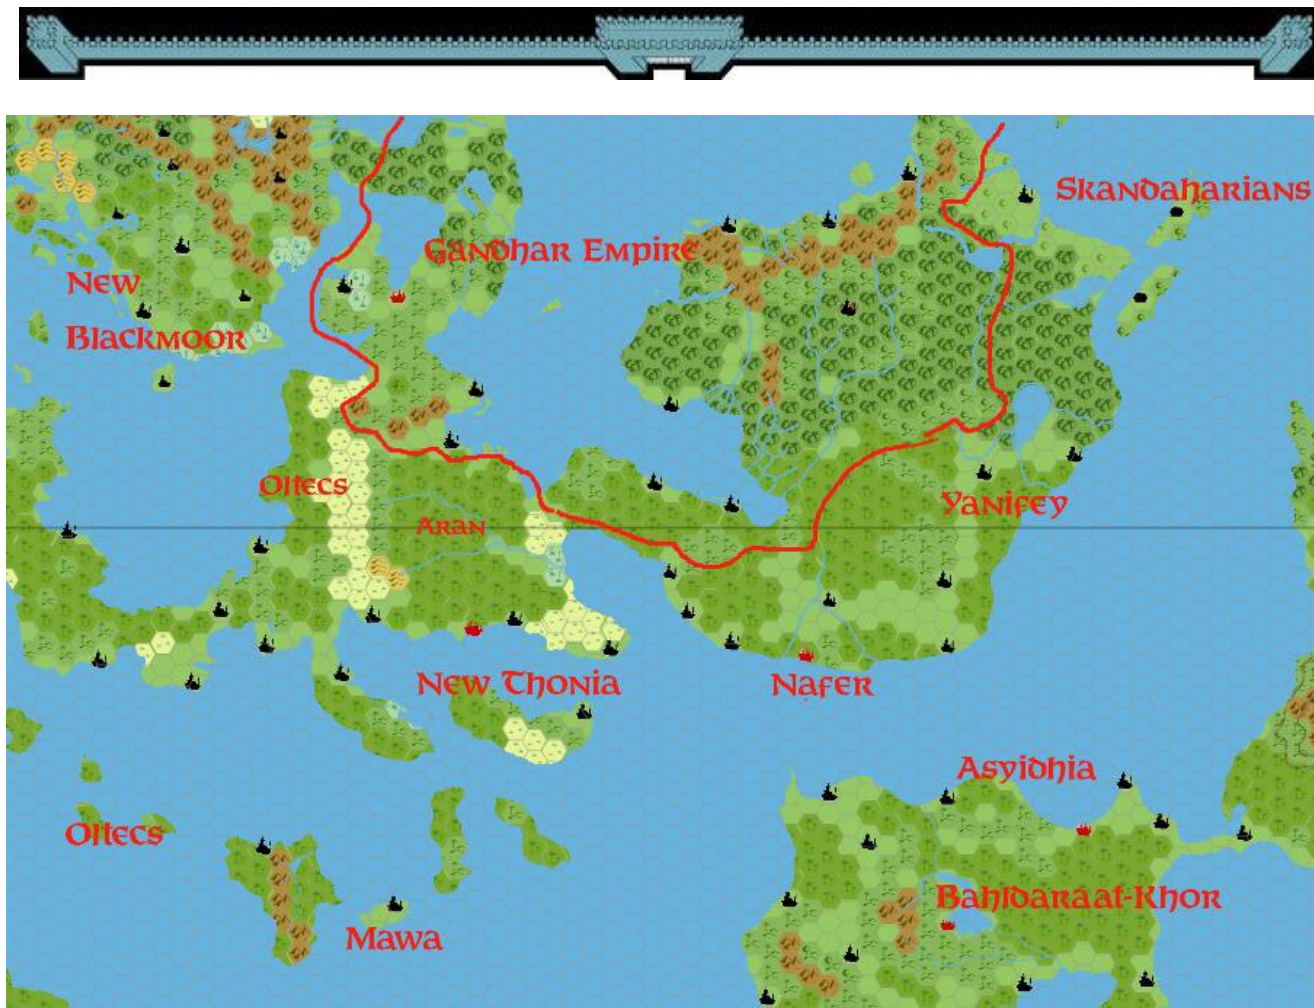 Skandaharians
Gandhar Empire
New
Blackmoor
Oltecs
Yanifey
Aran
New Thonia
Nafer
Asyidhia
Oltecs
Bahldaraat-Khor
Mawa